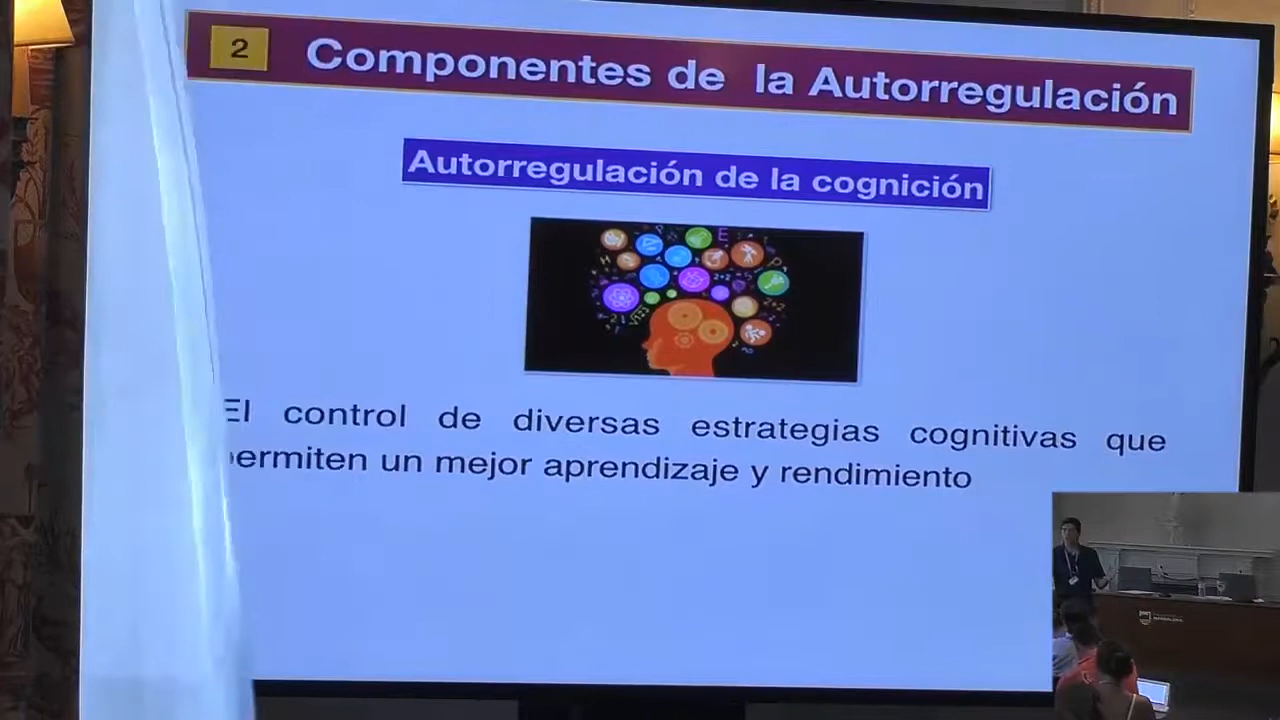 2
Componentes de la Autorregulación
Autorregulación de la cognición
El control de diversas estrategias cognitivas que
permiten un mejor aprendizaje y rendimiento